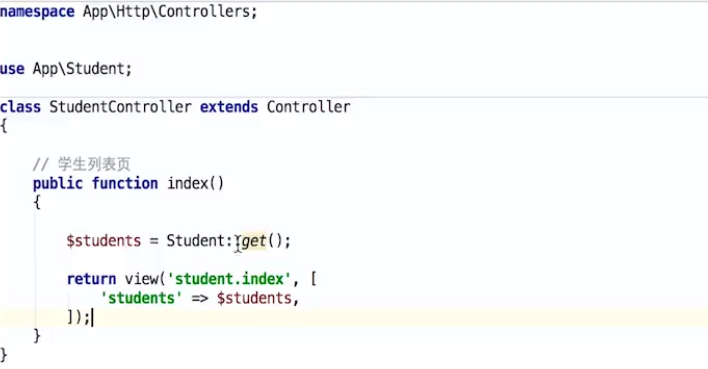 namespace App\Http\Controllers;
use App\Student;
class StudentController extends Controller
{
// 学生列表页
public function index()
{
$students = Student::get();
return view('student.index', [
'students' => $students,
]);
}
}